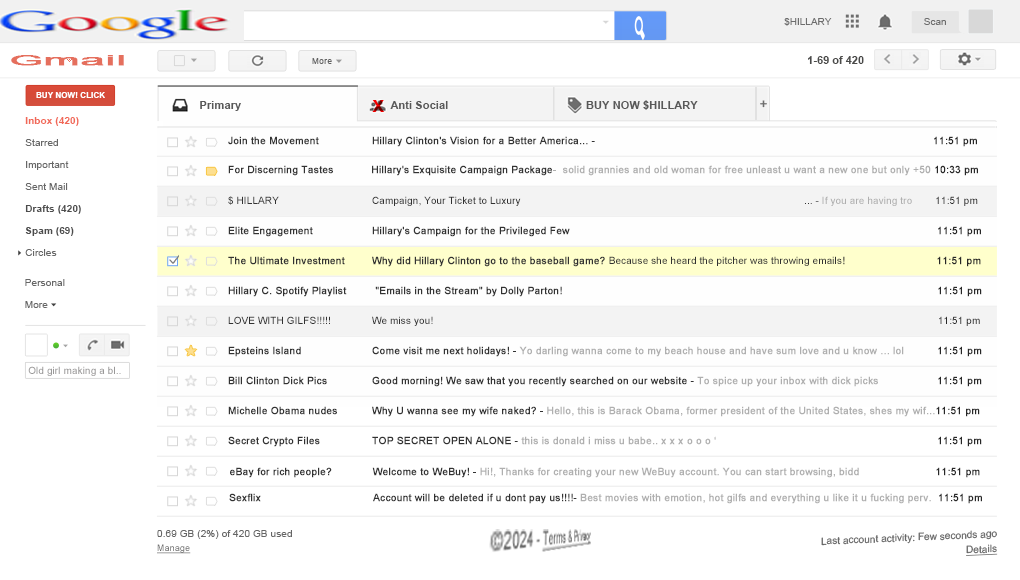 Google
$HILLARY
Scan
Gmail
More
1-69 of 420
BUY NOW! CLICK
Primary
Anti Social
BUY NOW $HILLARY
+
Inbox (420)
Starred
Important
Sent Mail
Drafts (420)
Spam (69)
Circles
Personal
More
Old girl making a bl..
Join the Movement Hillary Clinton's Vision for a Better America... - 11:51 pm
For Discerning Tastes Hillary's Exquisite Campaign Package- solid grannies and old woman for free unleast u want a new one but only +50 10:33 pm
$ HILLARY Campaign, Your Ticket to Luxury ... - If you are having tro 11:51 pm
Elite Engagement Hillary's Campaign for the Privileged Few 11:51 pm
The Ultimate Investment Why did Hillary Clinton go to the baseball game? Because she heard the pitcher was throwing emails! 11:51 pm
Hillary C. Spotify Playlist "Emails in the Stream" by Dolly Parton! 11:51 pm
LOVE WITH GILFS!!!!! We miss you! 11:51 pm
Epsteins Island Come visit me next holidays! - Yo darling wanna come to my beach house and have sum love and u know ... lol 11:51 pm
Bill Clinton Dick Pics Good morning! We saw that you recently searched on our website - To spice up your inbox with dick picks 11:51 pm
Michelle Obama nudes Why U wanna see my wife naked? - Hello, this is Barack Obama, former president of the United States, shes my wif... 11:51 pm
Secret Crypto Files TOP SECRET OPEN ALONE - this is donald i miss u babe.. x x x o o o ' 11:51 pm
eBay for rich people? Welcome to WeBuy! - Hi!, Thanks for creating your new WeBuy account. You can start browsing, bidd 11:51 pm
Sexflix Account will be deleted if u dont pay us!!!!- Best movies with emotion, hot gilfs and everything u like it u fucking perv. 11:51 pm
0.69 GB (2%) of 420 GB used
Manage
©2024 - Terms & Privacy
Last account activity: Few seconds ago
Details